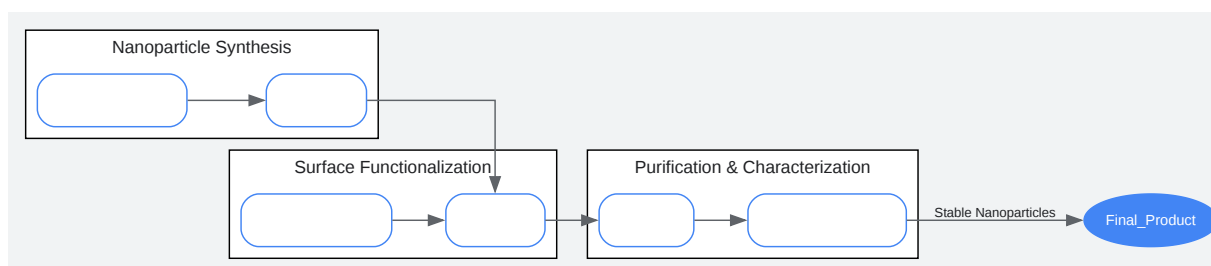 Nanoparticle Synthesis
Surface Functionalization
Purification & Characterization
Stable Nanoparticles
Final_Product